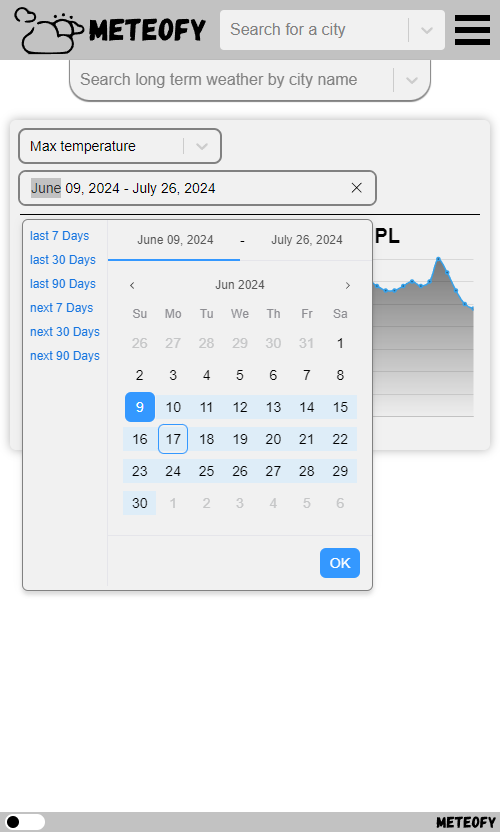 METEOFY
Search for a city
Search long term weather by city name
Max temperature
June 09, 2024 - July 26, 2024
PL
last 7 Days
last 30 Days
last 90 Days
next 7 Days
next 30 Days
next 90 Days
June 09, 2024 - July 26, 2024
Jun 2024
Su Mo Tu We Th Fr Sa
26 27 28 29 30 31 1
2 3 4 5 6 7 8
9 10 11 12 13 14 15
16 17 18 19 20 21 22
23 24 25 26 27 28 29
30 1 2 3 4 5 6
OK
METEOFY